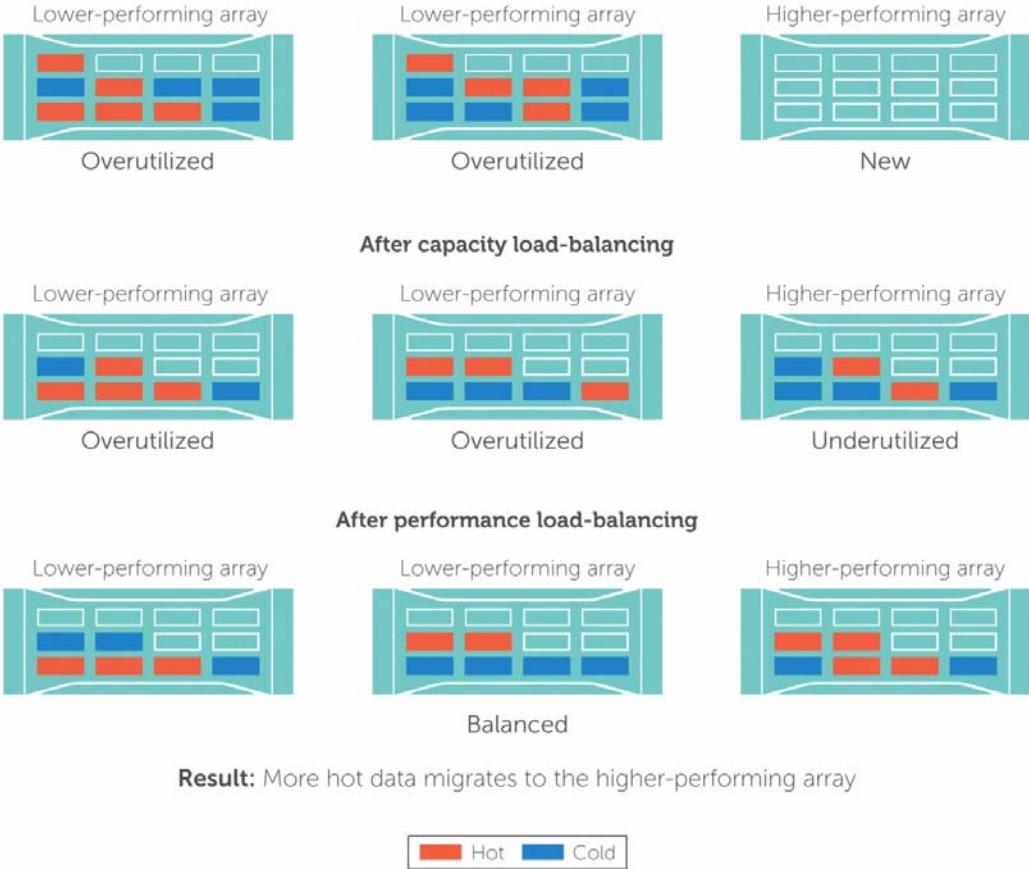 Lower-performing array
Lower-performing array
Higher-performing array
Overutilized
Overutilized
New
After capacity load-balancing
Lower-performing array
Lower-performing array
Higher-performing array
Overutilized
Overutilized
Underutilized
After performance load-balancing
Lower-performing array
Lower-performing array
Higher-performing array
Balanced
Result: More hot data migrates to the higher-performing array
Hot
Cold